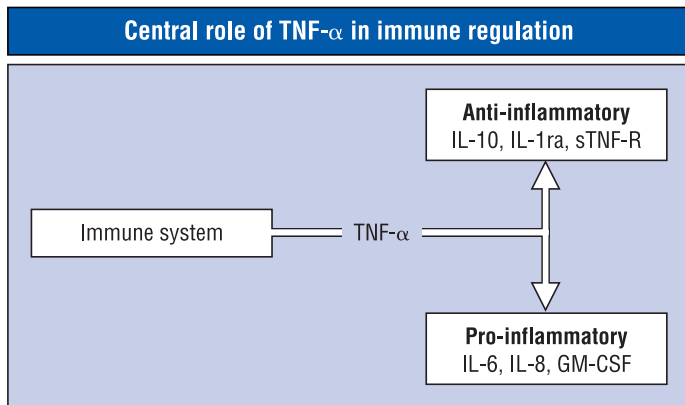 Central role of TNF-α in immune regulation
Anti-inflammatory
IL-10, IL-1ra, sTNF-R
Immune system
TNF-α
Pro-inflammatory
IL-6, IL-8, GM-CSF